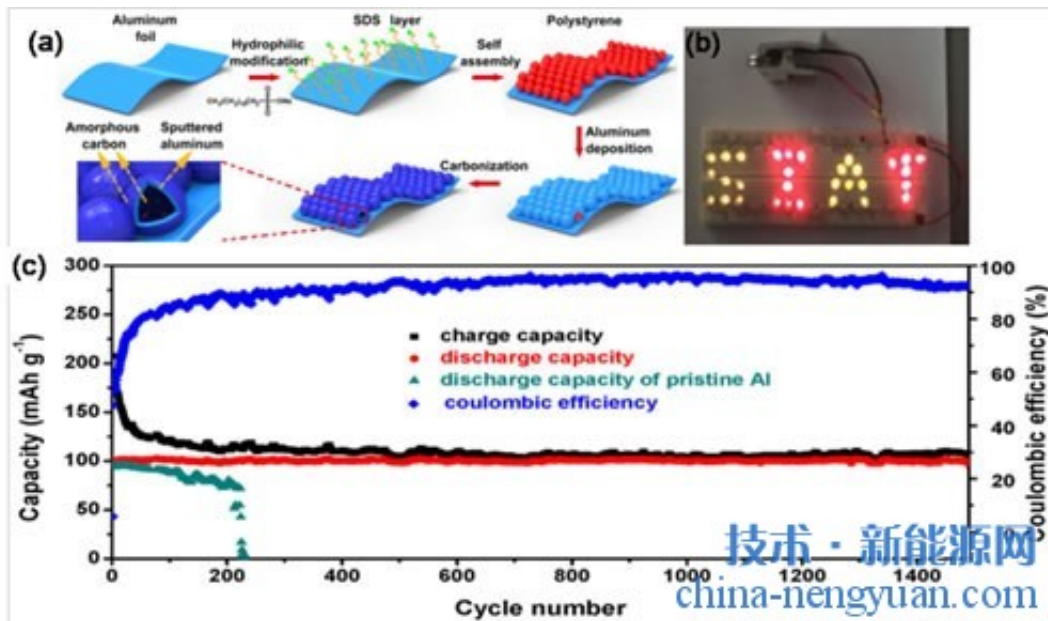 (a)
Aluminum
foil
Hydrophilic
modification
SDS layer
Self
assembly
Polystyrene
Aluminum
deposition
Carbonization
Amorphous
carbon
Sputtered
aluminum
(b)
SIAT
(c)
300
250
200
150
100
50
0
Capacity (mAh g⁻¹)
charge capacity
discharge capacity
discharge capacity of pristine Al
coulombic efficiency
100
80
60
40
20
Coulombic efficiency (%)
0
200
400
600
800
1000
1200
1400
Cycle number
技术·新能源网
china-nengyuan.com